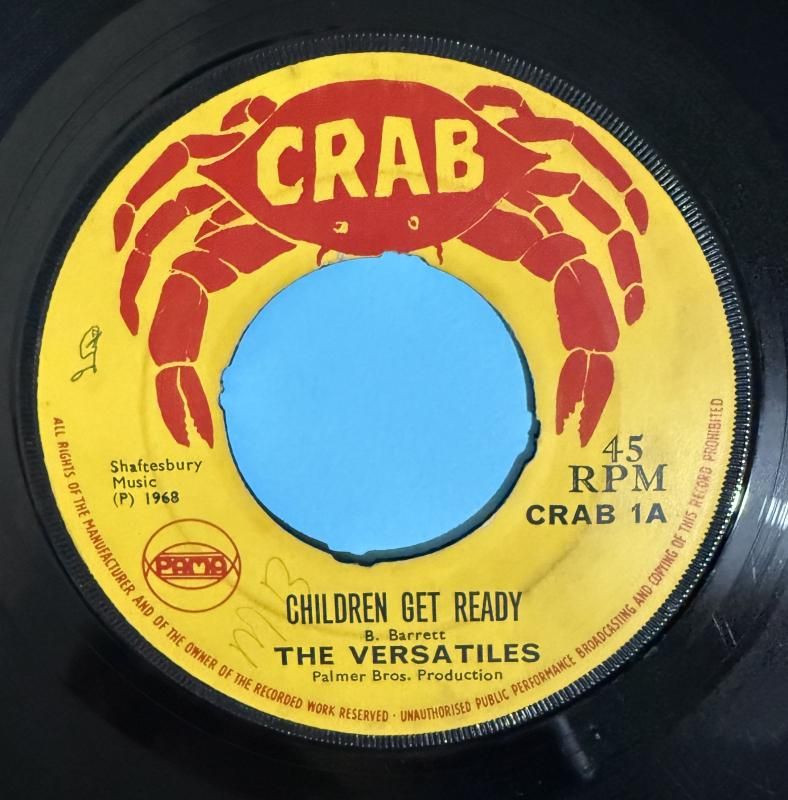 CRAB
45
RPM
CRAB 1A
Shaftesbury
Music
(P) 1968
PAMA
MB
CHILDREN GET READY
B. Barrett
THE VERSATILES
Palmer Bros. Production
ALL RIGHTS OF THE MANUFACTURER AND OF THE OWNER OF THE RECORDED WORK RESERVED · UNAUTHORISED PUBLIC PERFORMANCE BROADCASTING AND COPYING OF THIS RECORD PROHIBITED